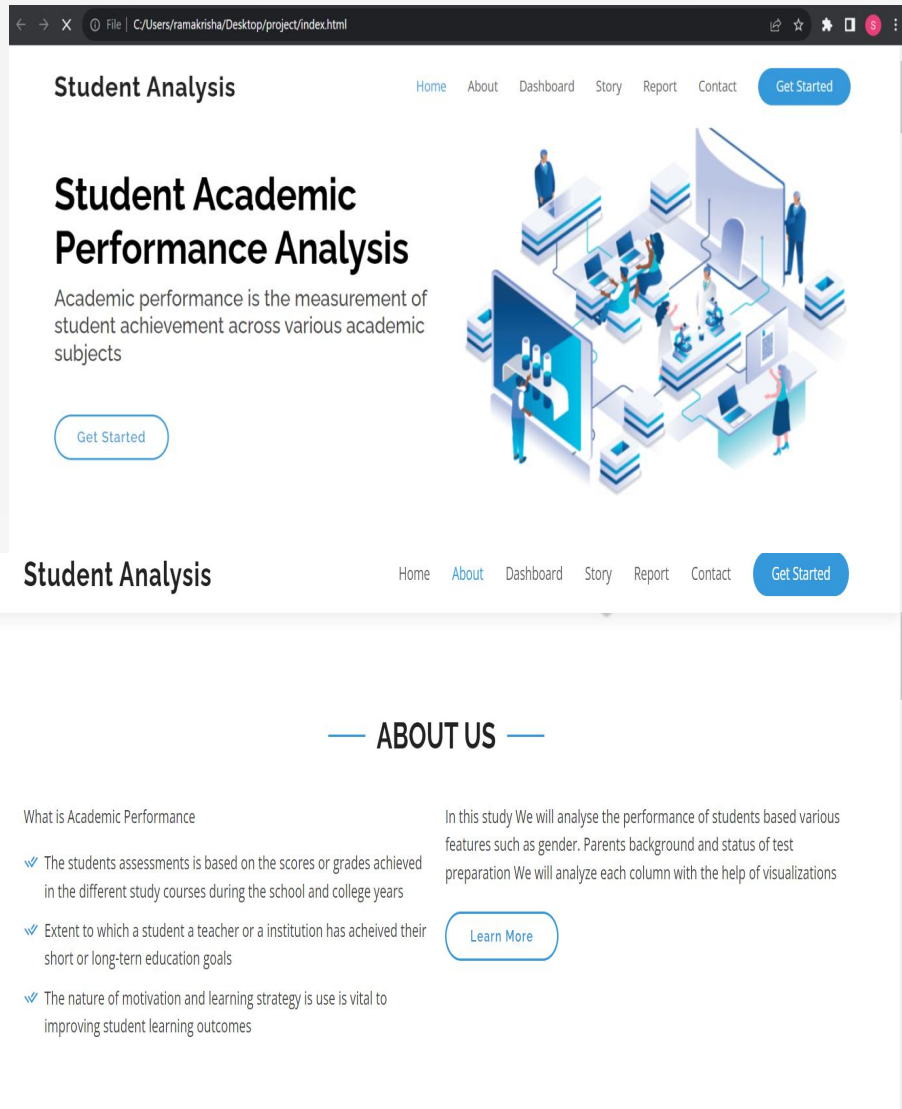 File | C:/Users/ramakrisha/Desktop/project/index.html
S
Student Analysis
Home About Dashboard Story Report Contact Get Started
Student Academic
Performance Analysis
Academic performance is the measurement of
student achievement across various academic
subjects
Get Started
Student Analysis
Home About Dashboard Story Report Contact Get Started
ABOUT US
What is Academic Performance
The students assessments is based on the scores or grades achieved
in the different study courses during the school and college years
Extent to which a student a teacher or a institution has acheived their
short or long-tern education goals
The nature of motivation and learning strategy is use is vital to
improving student learning outcomes
In this study We will analyse the performance of students based various
features such as gender. Parents background and status of test
preparation We will analyze each column with the help of visualizations
Learn More